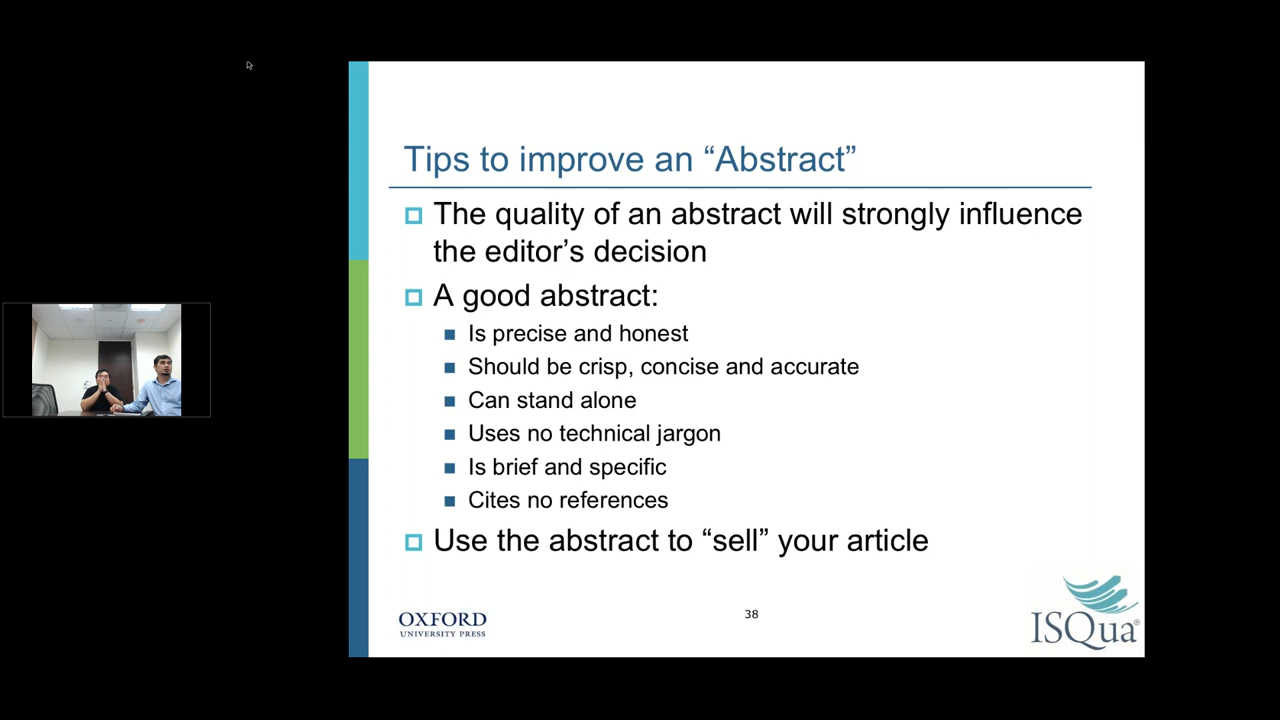 Tips to improve an “Abstract”
The quality of an abstract will strongly influence
the editor’s decision
A good abstract:
Is precise and honest
Should be crisp, concise and accurate
Can stand alone
Uses no technical jargon
Is brief and specific
Cites no references
Use the abstract to “sell” your article
OXFORD
UNIVERSITY PRESS
38
ISQua®